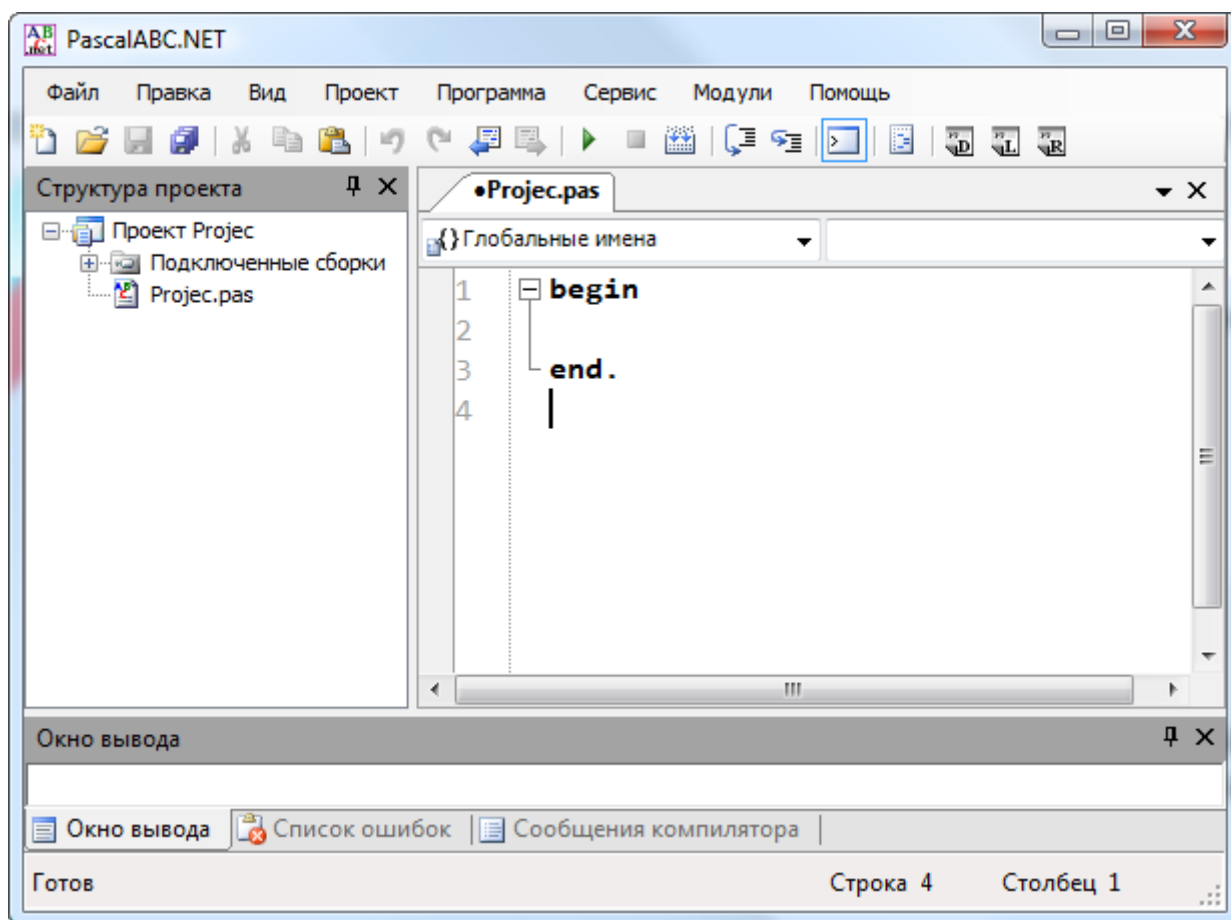 PascalABC.NET
Файл Правка Вид Проект Программа Сервис Модули Помощь
Структура проекта
Проект Projec
Подключенные сборки
Projec.pas
•Projec.pas
{} Глобальные имена
1 begin
2
3 end.
4
Окно вывода
Окно вывода Список ошибок Сообщения компилятора
Готов Строка 4 Столбец 1